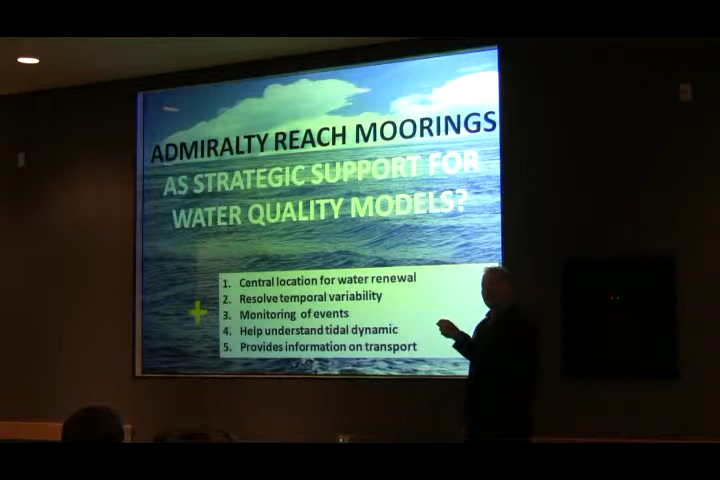 ADMIRALTY REACH MOORINGS
AS STRATEGIC SUPPORT FOR
WATER QUALITY MODELS?
+
1. Central location for water renewal
2. Resolve temporal variability
3. Monitoring of events
4. Help understand tidal dynamic
5. Provides information on transport